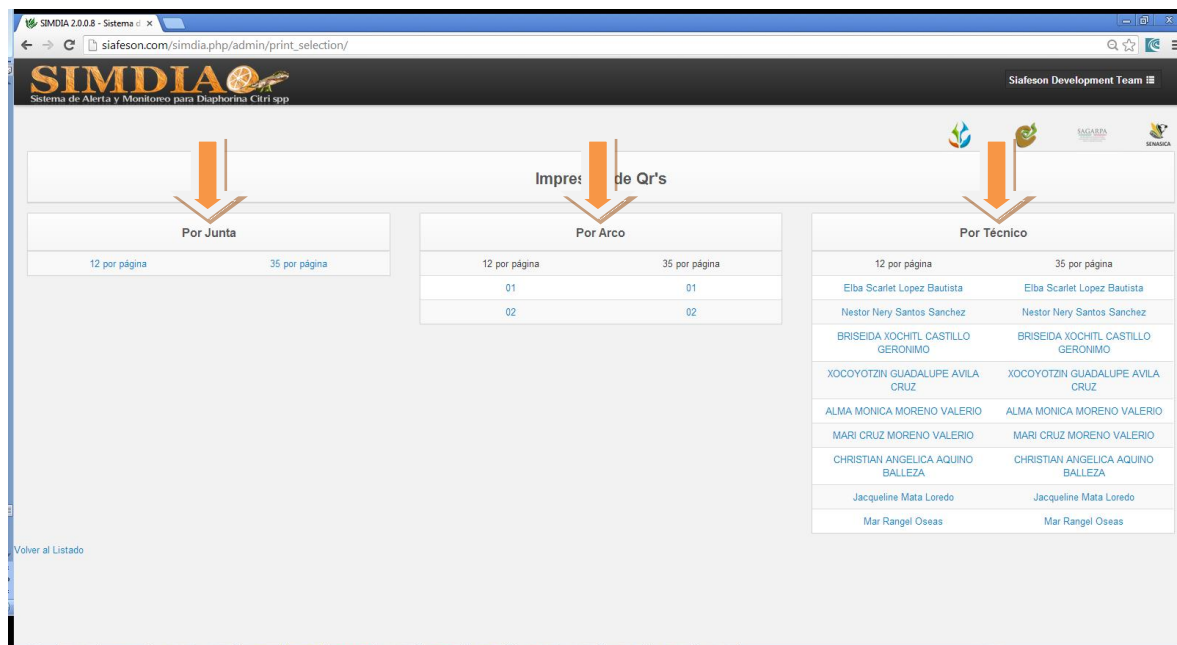 SIMDIA 2.0.0.8 - Sistema d
siafeson.com/simdia.php/admin/print_selection/
SIMDIA
Sistema de Alerta y Monitoreo para Diaphorina Citri spp
Siafeson Development Team
SAGARPA
SENASICA
Impres de Qr's
Por Junta
12 por página 35 por página
Por Arco
12 por página 35 por página
01 01
02 02
Por Técnico
12 por página 35 por página
Elba Scarlet Lopez Bautista Elba Scarlet Lopez Bautista
Nestor Nery Santos Sanchez Nestor Nery Santos Sanchez
BRISEIDA XOCHITL CASTILLO BRISEIDA XOCHITL CASTILLO
GERONIMO GERONIMO
XOCOYOTZIN GUADALUPE AVILA XOCOYOTZIN GUADALUPE AVILA
CRUZ CRUZ
ALMA MONICA MORENO VALERIO ALMA MONICA MORENO VALERIO
MARI CRUZ MORENO VALERIO MARI CRUZ MORENO VALERIO
CHRISTIAN ANGELICA AQUINO CHRISTIAN ANGELICA AQUINO
BALLEZA BALLEZA
Jacqueline Mata Loredo Jacqueline Mata Loredo
Mar Rangel Oseas Mar Rangel Oseas
Volver al Listado